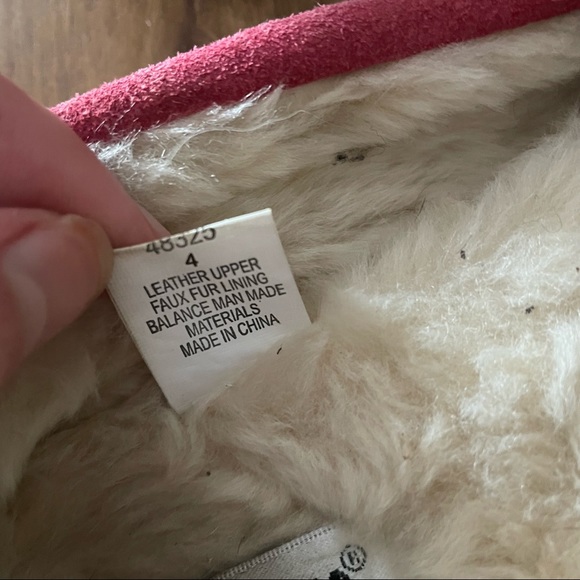 48325
4
LEATHER UPPER
FAUX FUR LINING
BALANCE MAN MADE
MATERIALS
MADE IN CHINA
®